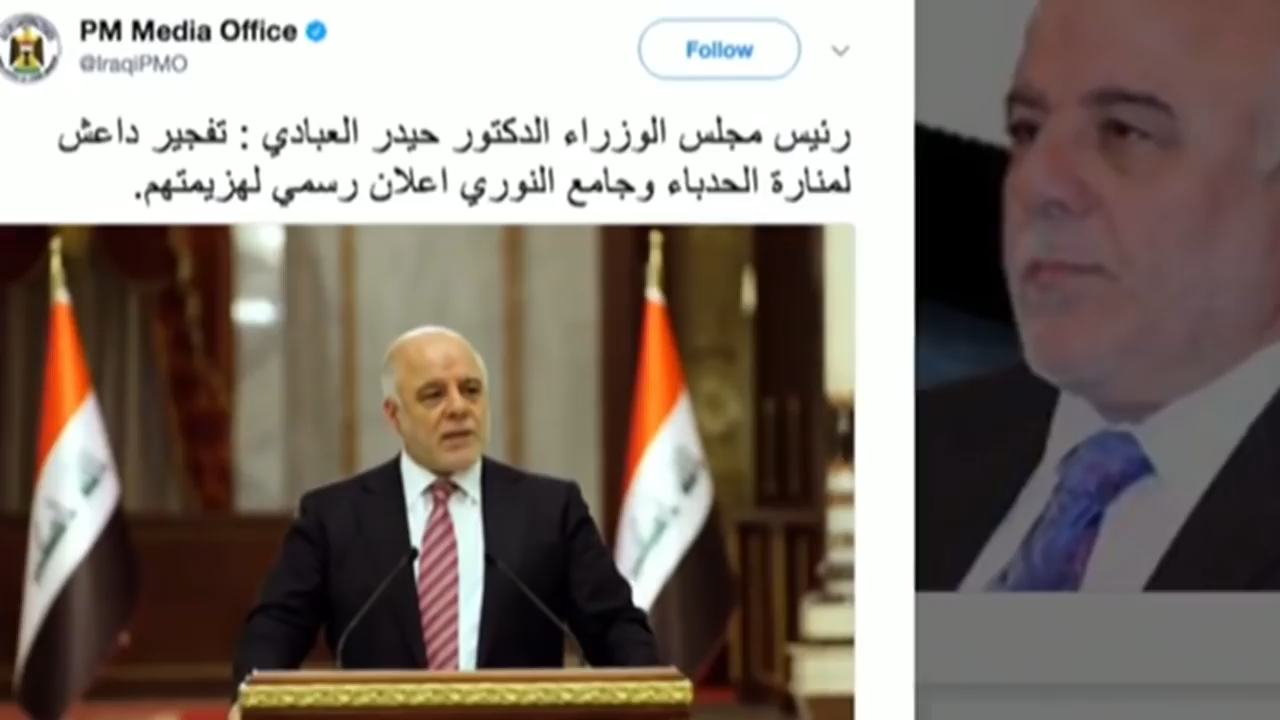 PM Media Office
@IraqiPMO
Follow
رئيس مجلس الوزراء الدكتور حيدر العبادي : تفجير داعش
لمنارة الحدباء وجامع النوري اعلان رسمي لهزيمتهم.